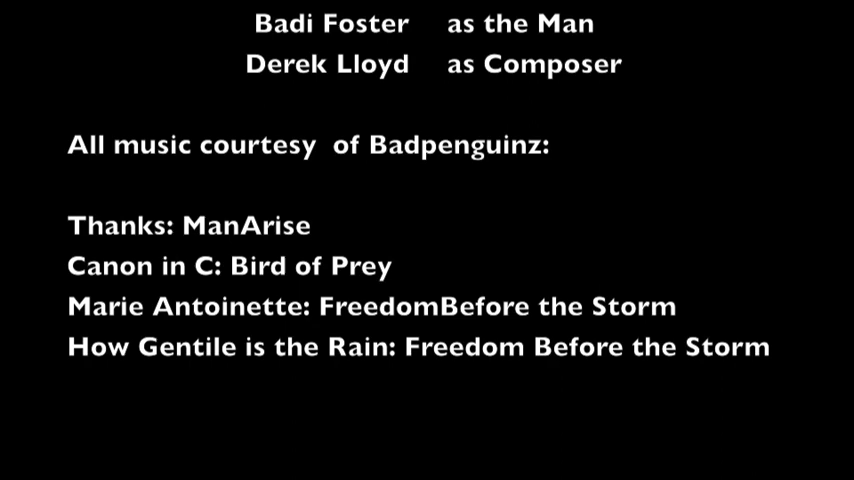 Badi Foster as the Man
Derek Lloyd as Composer
All music courtesy of Badpenguinz:
Thanks: ManArise
Canon in C: Bird of Prey
Marie Antoinette: FreedomBefore the Storm
How Gentile is the Rain: Freedom Before the Storm